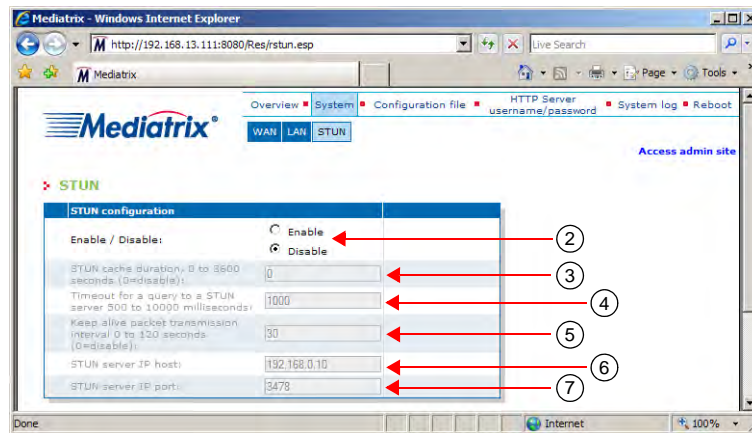 Mediatrix - Windows Internet Explorer
http://192.168.13.111:8080/Res/rstun.esp
Live Search
Mediatrix
Page
Tools
Mediatrix®
Overview
System
Configuration file
HTTP Server
username/password
System log
Reboot
WAN
LAN
STUN
Access admin site
STUN
STUN configuration
Enable / Disable:
Enable
Disable
2
STUN cache duration, 0 to 3600
seconds (0=disable):
0
3
Timeout for a query to a STUN
server 500 to 10000 milliseconds:
1000
4
Keep alive packet transmission
interval 0 to 120 seconds
(0=disable):
30
5
STUN server IP host:
192.168.0.10
6
STUN server IP port:
3478
7
Done
Internet
100%